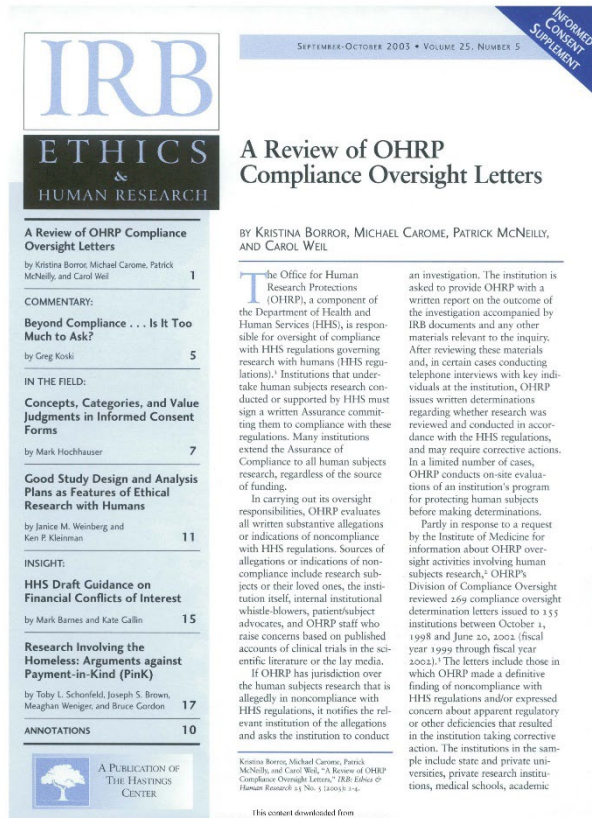 INFORMED
CONSENT
SUPPLEMENT
SEPTEMBER-OCTOBER 2003 • VOLUME 25, NUMBER 5
IRB
ETHICS
&
HUMAN RESEARCH
A Review of OHRP Compliance
Oversight Letters
by Kristina Borror, Michael Carome, Patrick
McNeilly, and Carol Weil 1
COMMENTARY:
Beyond Compliance . . . Is It Too
Much to Ask?
by Greg Koski 5
IN THE FIELD:
Concepts, Categories, and Value
Judgments in Informed Consent
Forms
by Mark Hochhauser 7
Good Study Design and Analysis
Plans as Features of Ethical
Research with Humans
by Janice M. Weinberg and
Ken P. Kleinman 11
INSIGHT:
HHS Draft Guidance on
Financial Conflicts of Interest
by Mark Barnes and Kate Gallin 15
Research Involving the
Homeless: Arguments against
Payment-in-Kind (PinK)
by Toby L. Schonfeld, Joseph S. Brown,
Meaghan Weniger, and Bruce Gordon 17
ANNOTATIONS 10
A PUBLICATION OF
THE HASTINGS
CENTER
A Review of OHRP
Compliance Oversight Letters
BY KRISTINA BORROR, MICHAEL CAROME, PATRICK MCNEILLY,
AND CAROL WEIL
The Office for Human
Research Protections
(OHRP), a component of
the Department of Health and
Human Services (HHS), is respon-
sible for oversight of compliance
with HHS regulations governing
research with humans (HHS regu-
lations).¹ Institutions that under-
take human subjects research con-
ducted or supported by HHS must
sign a written Assurance commit-
ting them to compliance with these
regulations. Many institutions
extend the Assurance of
Compliance to all human subjects
research, regardless of the source
of funding.
In carrying out its oversight
responsibilities, OHRP evaluates
all written substantive allegations
or indications of noncompliance
with HHS regulations. Sources of
allegations or indications of non-
compliance include research sub-
jects or their loved ones, the insti-
tution itself, internal institutional
whistle-blowers, patient/subject
advocates, and OHRP staff who
raise concerns based on published
accounts of clinical trials in the sci-
entific literature or the lay media.
If OHRP has jurisdiction over
the human subjects research that is
allegedly in noncompliance with
HHS regulations, it notifies the rel-
evant institution of the allegations
and asks the institution to conduct
Kristina Borror, Michael Carome, Patrick
McNeilly, and Carol Weil, "A Review of OHRP
Compliance Oversight Letters," IRB: Ethics &
Human Research 25 No. 5 (2003): 1-4.
an investigation. The institution is
asked to provide OHRP with a
written report on the outcome of
the investigation accompanied by
IRB documents and any other
materials relevant to the inquiry.
After reviewing these materials
and, in certain cases conducting
telephone interviews with key indi-
viduals at the institution, OHRP
issues written determinations
regarding whether research was
reviewed and conducted in accor-
dance with the HHS regulations,
and may require corrective actions.
In a limited number of cases,
OHRP conducts on-site evalua-
tions of an institution's program
for protecting human subjects
before making determinations.
Partly in response to a request
by the Institute of Medicine for
information about OHRP over-
sight activities involving human
subjects research,² OHRP's
Division of Compliance Oversight
reviewed 269 compliance oversight
determination letters issued to 155
institutions between October 1,
1998 and June 20, 2002 (fiscal
year 1999 through fiscal year
2002).³ The letters include those in
which OHRP made a definitive
finding of noncompliance with
HHS regulations and/or expressed
concern about apparent regulatory
or other deficiencies that resulted
in the institution taking corrective
action. The institutions in the sam-
ple include state and private uni-
versities, private research institu-
tions, medical schools, academic
This content downloaded from